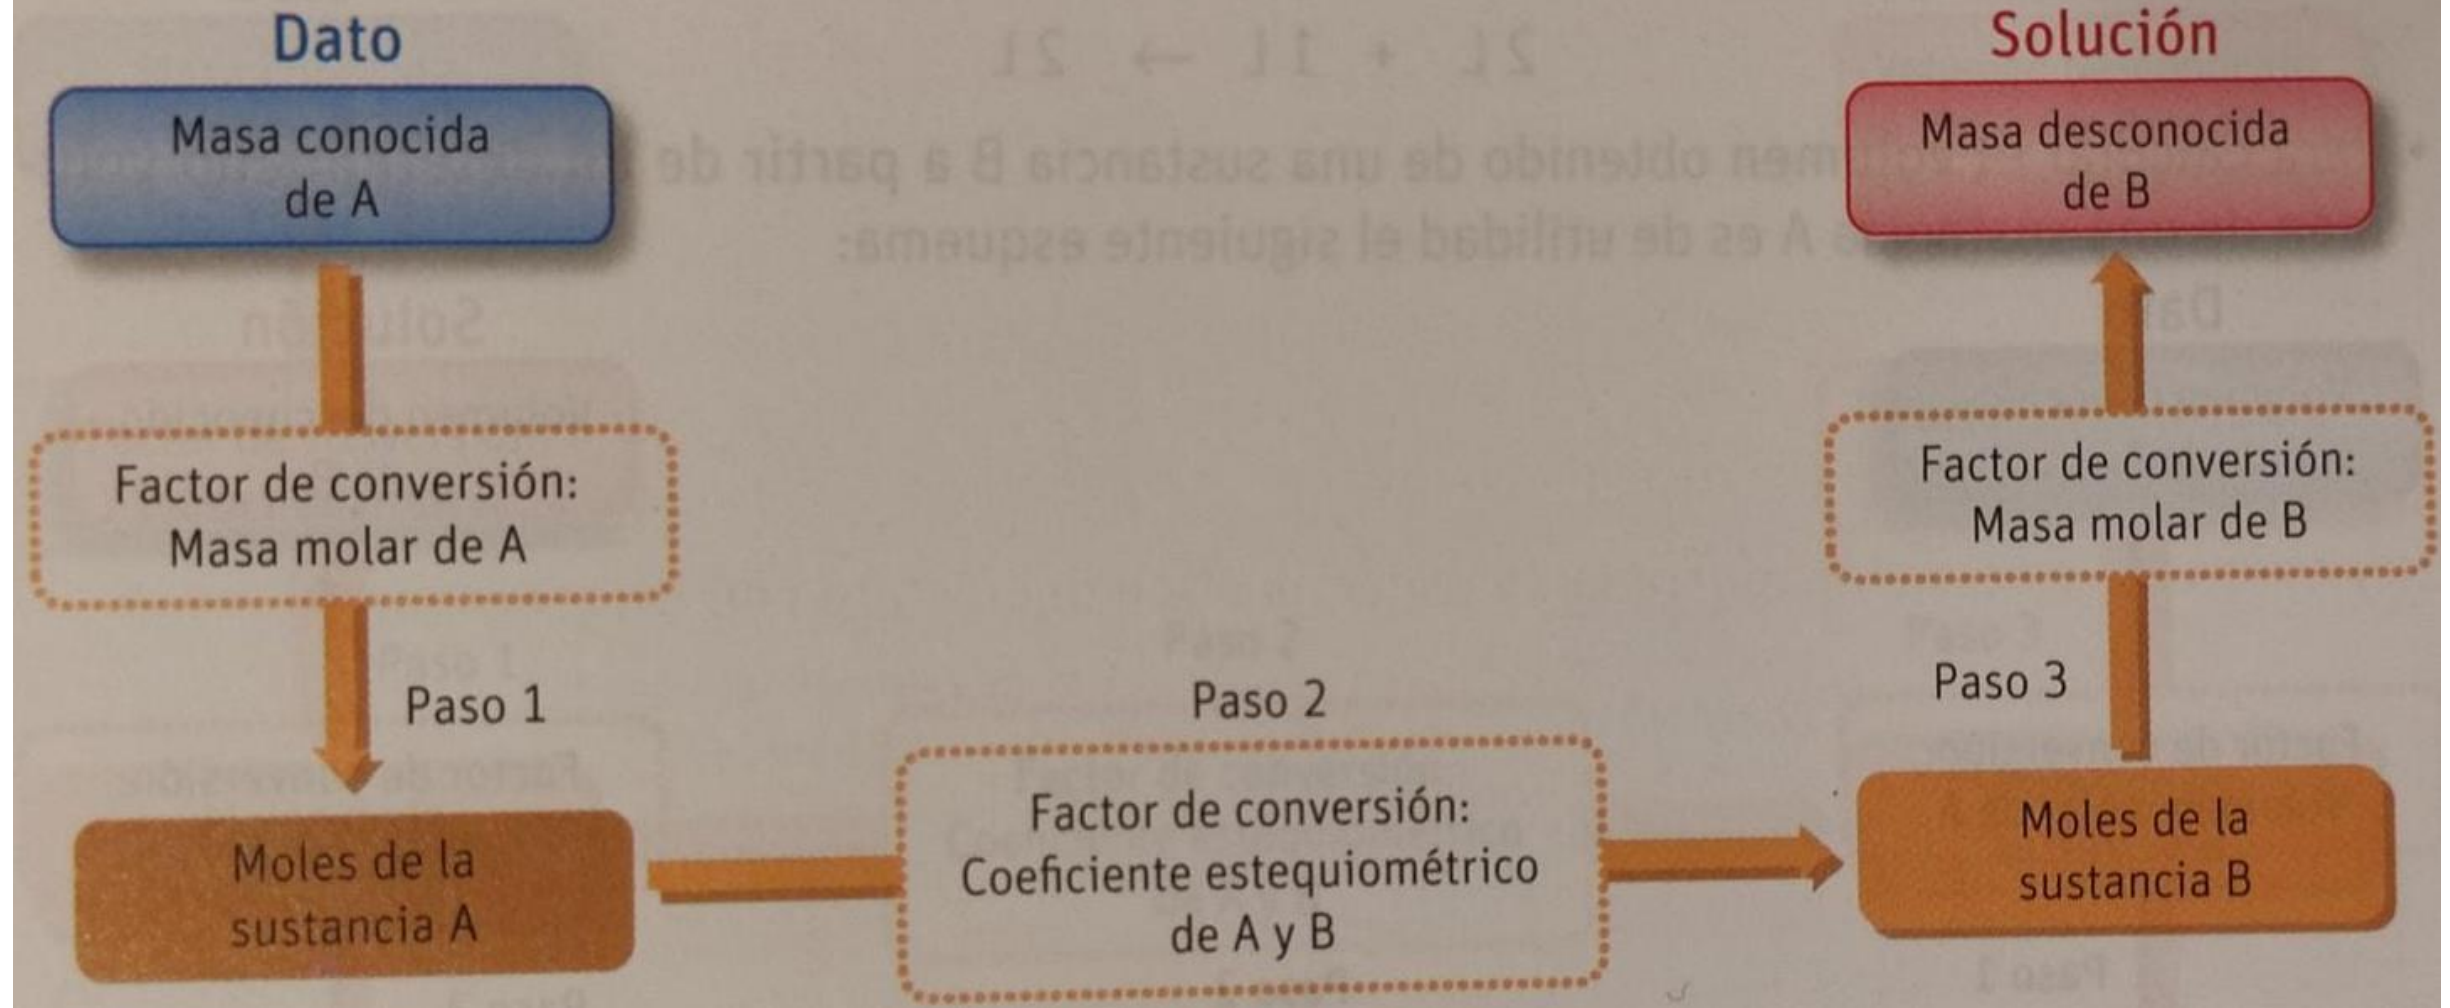 Dato
Masa conocida
de A
Factor de conversión:
Masa molar de A
Paso 1
Moles de la
sustancia A
Paso 2
Factor de conversión:
Coeficiente estequiométrico
de A y B
Moles de la
sustancia B
Paso 3
Factor de conversión:
Masa molar de B
Solución
Masa desconocida
de B